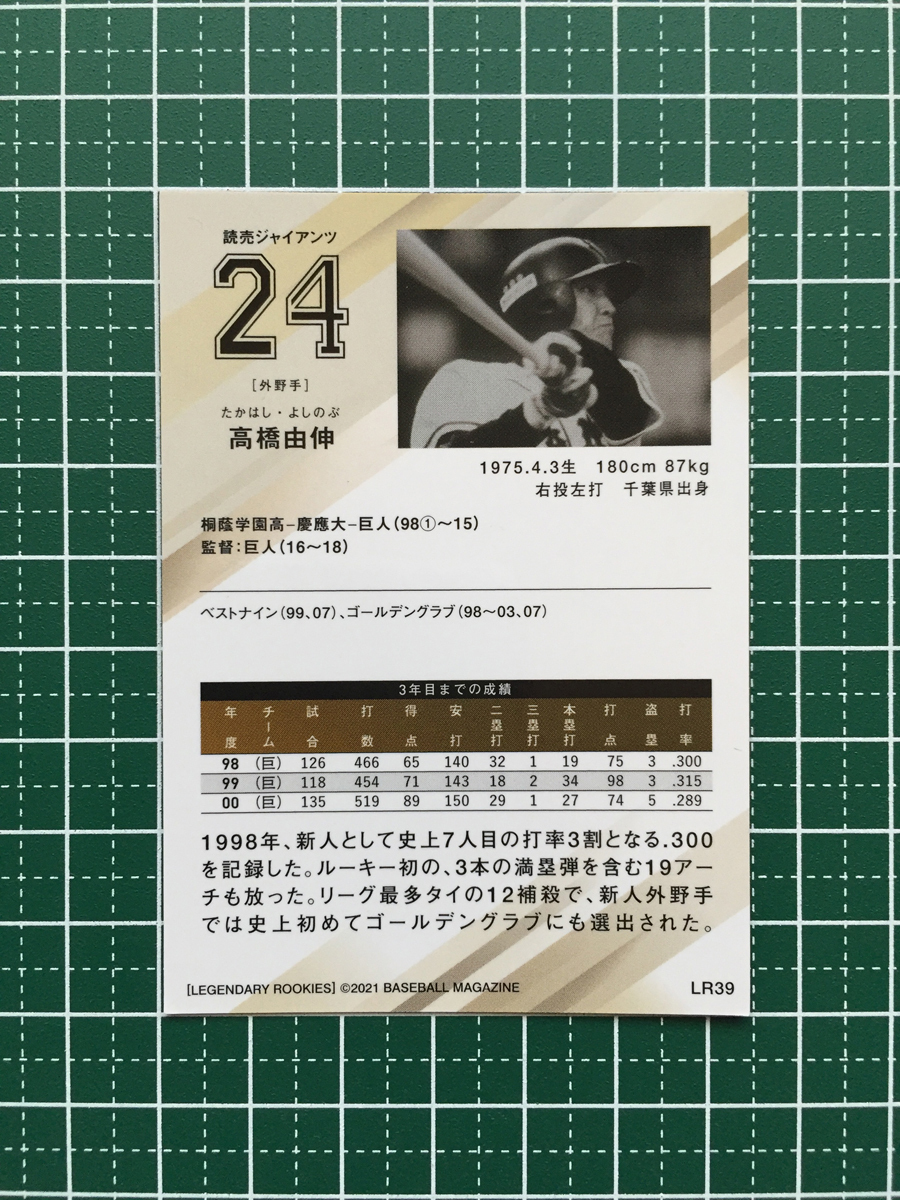 読売ジャイアンツ
24
[外野手]
たかはし・よしのぶ
高橋由伸
1975.4.3生 180cm 87kg
右投左打 千葉県出身
桐蔭学園高−慶應大−巨人(98①〜15)
監督:巨人(16〜18)
ベストナイン(99、07)、ゴールデングラブ(98〜03、07)
3年目までの成績
年度 チーム 試合 打数 得点 安打 二塁打 三塁打 本塁打 打点 盗塁 打率
98 (巨) 126 466 65 140 32 1 19 75 3 .300
99 (巨) 118 454 71 143 18 2 34 98 3 .315
00 (巨) 135 519 89 150 29 1 27 74 5 .289
1998年、新人として史上7人目の打率3割となる.300
を記録した。ルーキー初の、3本の満塁弾を含む19アー
チも放った。リーグ最多タイの12補殺で、新人外野手
では史上初めてゴールデングラブにも選出された。
[LEGENDARY ROOKIES] ©2021 BASEBALL MAGAZINE
LR39